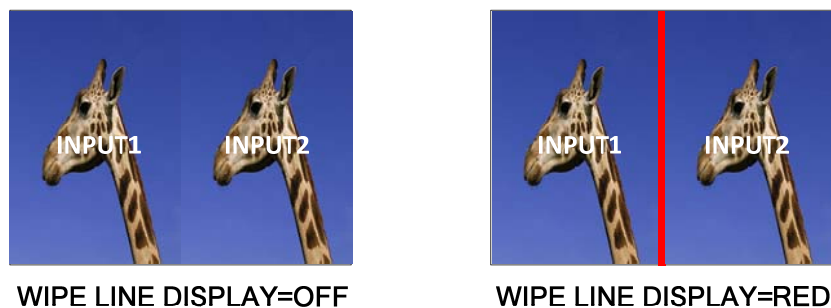 INPUT1 INPUT2
INPUT1 INPUT2
WIPE LINE DISPLAY=OFF
WIPE LINE DISPLAY=RED